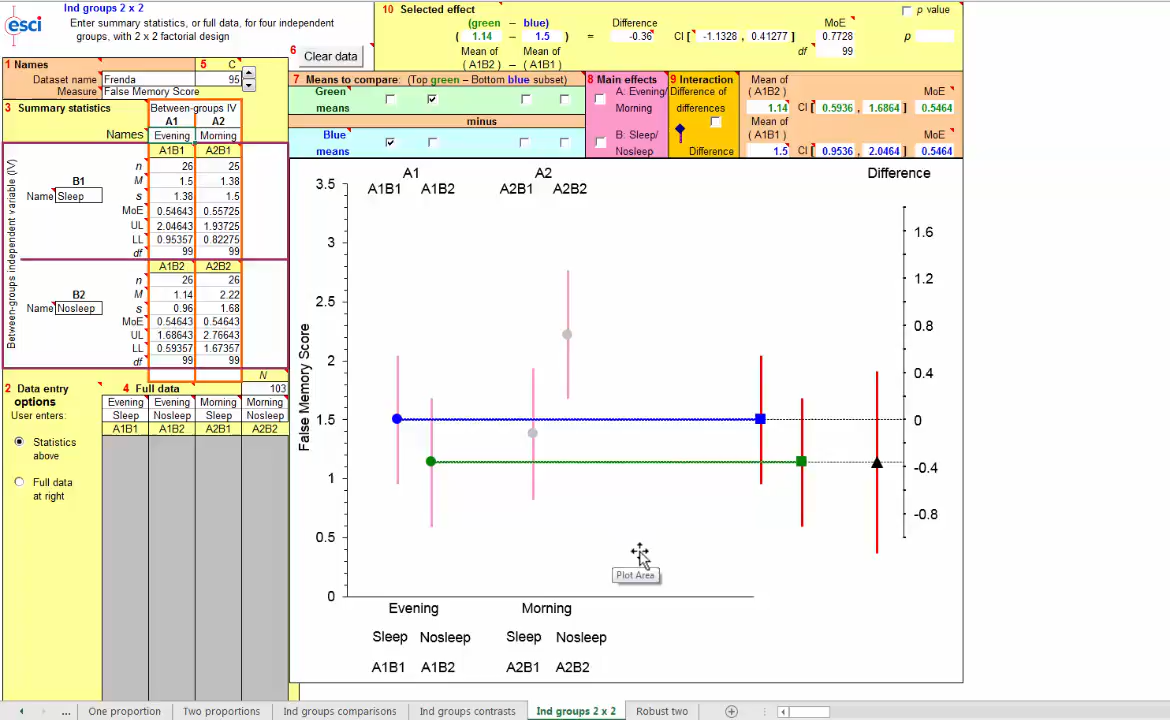 esci
Ind groups 2 x 2
Enter summary statistics, or full data, for four independent
groups, with 2 x 2 factorial design
1 Names
5 C
Dataset name Frenda 95
Measure False Memory Score
3 Summary statistics
Between-groups IV
A1 A2
Names Evening Morning
A1B1 A2B1
n 26 25
B1 M 1.5 1.38
Name Sleep s 1.38 1.5
MoE 0.54643 0.55725
UL 2.04643 1.93725
LL 0.95357 0.82275
df 99 99
A1B2 A2B2
n 26 26
B2 M 1.14 2.22
Name Nosleep s 0.96 1.68
MoE 0.54643 0.54643
UL 1.68643 2.76643
LL 0.59357 1.67357
df 99 99
Between-groups independent variable (IV)
N
103
2 Data entry
options
User enters:
Statistics
above
Full data
at right
4 Full data
Evening Evening Morning Morning
Sleep Nosleep Sleep Nosleep
A1B1 A1B2 A2B1 A2B2
6
Clear data
10 Selected effect
(green – blue) Difference MoE
( 1.14 – 1.5 ) = -0.36 CI [ -1.1328 , 0.41277 ] 0.7728
Mean of Mean of df 99
( A1B2 ) – ( A1B1 )
p value
p
7 Means to compare: (Top green – Bottom blue subset)
Green
means
minus
Blue
means
8 Main effects
A: Evening/
Morning
B: Sleep/
Nosleep
9 Interaction
Difference of
differences
Difference
Mean of
( A1B2 ) MoE
1.14 CI [ 0.5936 , 1.6864 ] 0.5464
Mean of
( A1B1 ) MoE
1.5 CI [ 0.9536 , 2.0464 ] 0.5464
A1 A2 Difference
A1B1 A1B2 A2B1 A2B2
False Memory Score
3.5
3
2.5
2
1.5
1
0.5
0
1.6
1.2
0.8
0.4
0
-0.4
-0.8
Plot Area
Evening Morning
Sleep Nosleep Sleep Nosleep
A1B1 A1B2 A2B1 A2B2
... One proportion Two proportions Ind groups comparisons Ind groups contrasts Ind groups 2 x 2 Robust two